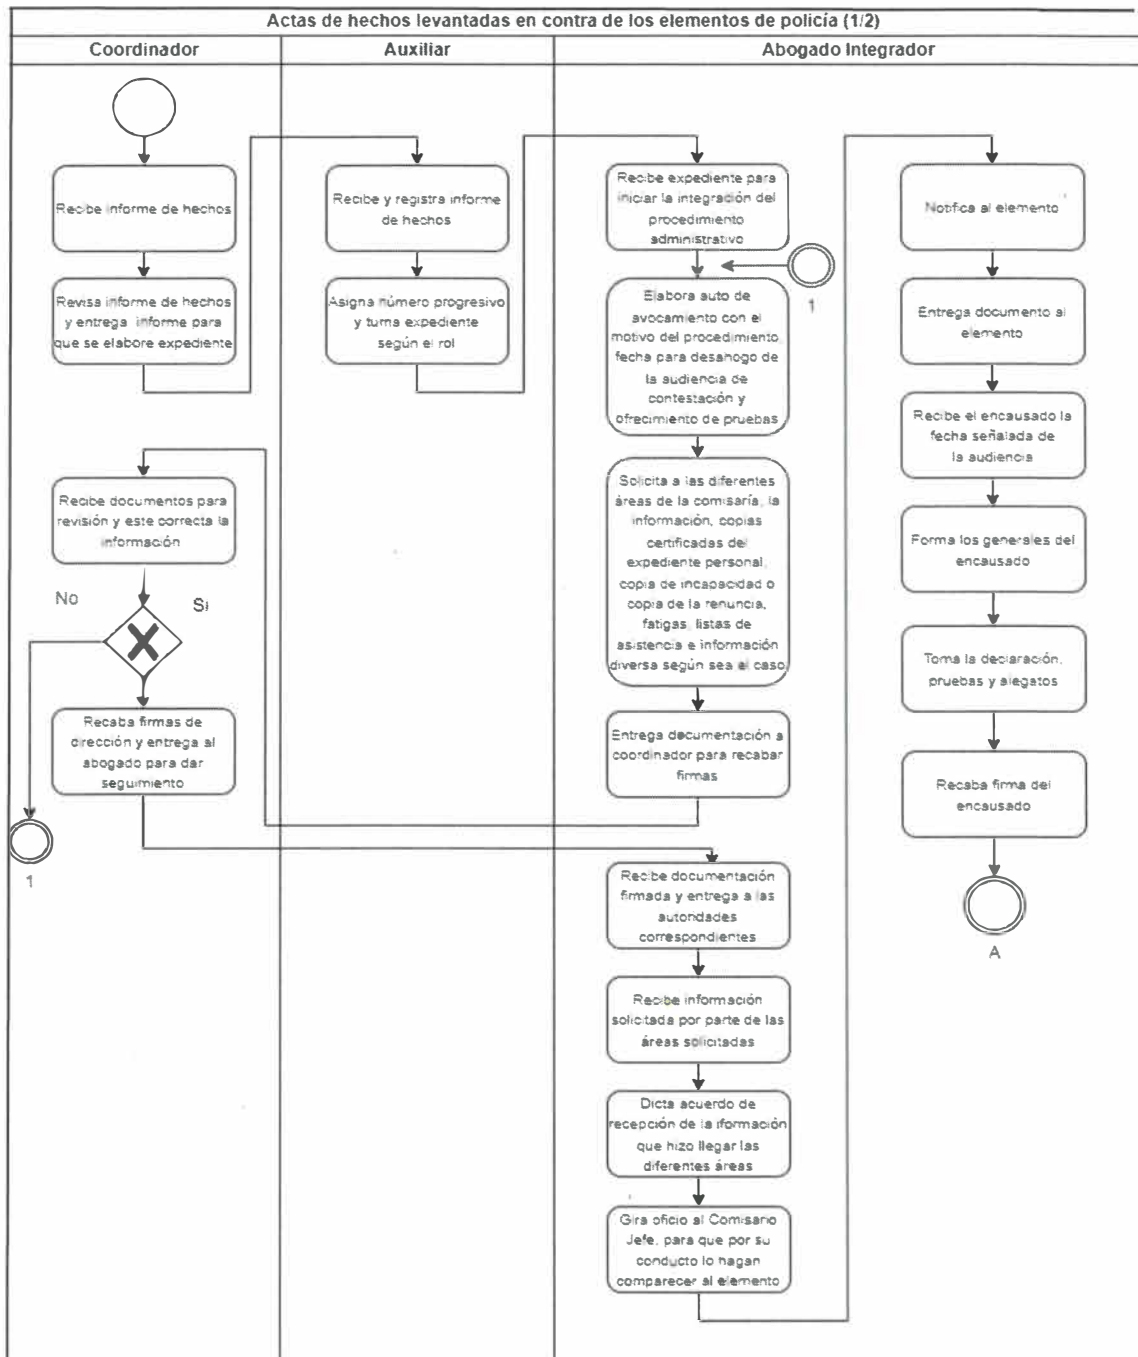 Actas de hechos levantadas en contra de los elementos de policía (1/2)
Coordinador
Auxiliar
Abogado Integrador
Recibe informe de hechos
Revisa informe de hechos
y entrega informe para
que se elabore expediente
Recibe y registra informe
de hechos
Asigna número progresivo
y turna expediente
según el rol
Recibe expediente para
iniciar la integración del
procedimiento
administrativo
1
Elabora auto de
avocamiento con el
motivo del procedimiento,
fecha para desahogo de
la audiencia de
contestación y
ofrecimiento de pruebas
Solicita a las diferentes
áreas de la comisaría, la
información, copias
certificadas del
expediente personal,
copia de incapacidad o
copia de la renuncia,
fatigas, listas de
asistencia e información
diversa según sea el caso
Entrega documentación a
coordinador para recabar
firmas
Recibe documentos para
revisión y este correcta la
información
No
Si
Recaba firmas de
dirección y entrega al
abogado para dar
seguimiento
1
Recibe documentación
firmada y entrega a las
autoridades
correspondientes
Recibe información
solicitada por parte de las
áreas solicitadas
Dicta acuerdo de
recepción de la iformación
que hizo llegar las
diferentes áreas
Gira oficio al Comisario
Jefe, para que por su
conducto lo hagan
comparecer al elemento
Notifica al elemento
Entrega documento al
elemento
Recibe el encausado la
fecha señalada de
la audiencia
Forma los generales del
encausado
Toma la declaración,
pruebas y alegatos
Recaba firma del
encausado
A